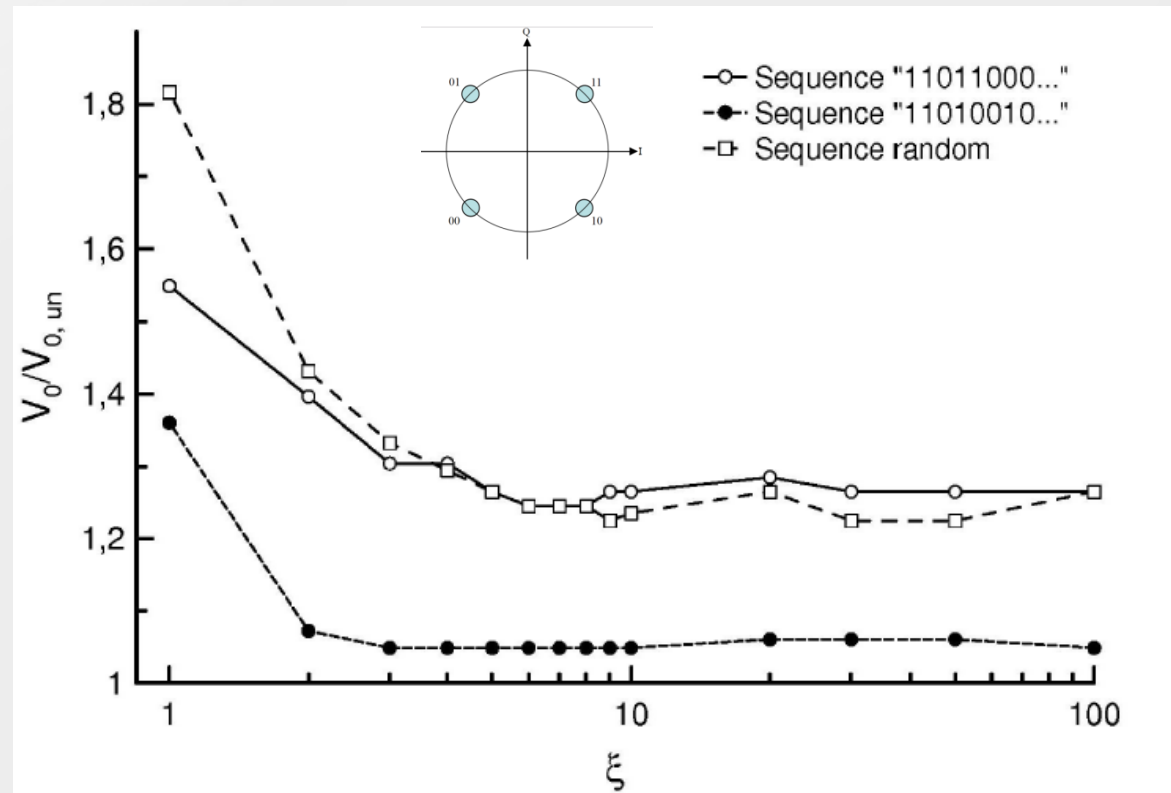 Q
01
11
I
00
10
Sequence "11011000..."
Sequence "11010010..."
Sequence random
V0/V0, un
1,8
1,6
1,4
1,2
1
1
10
100
ξ